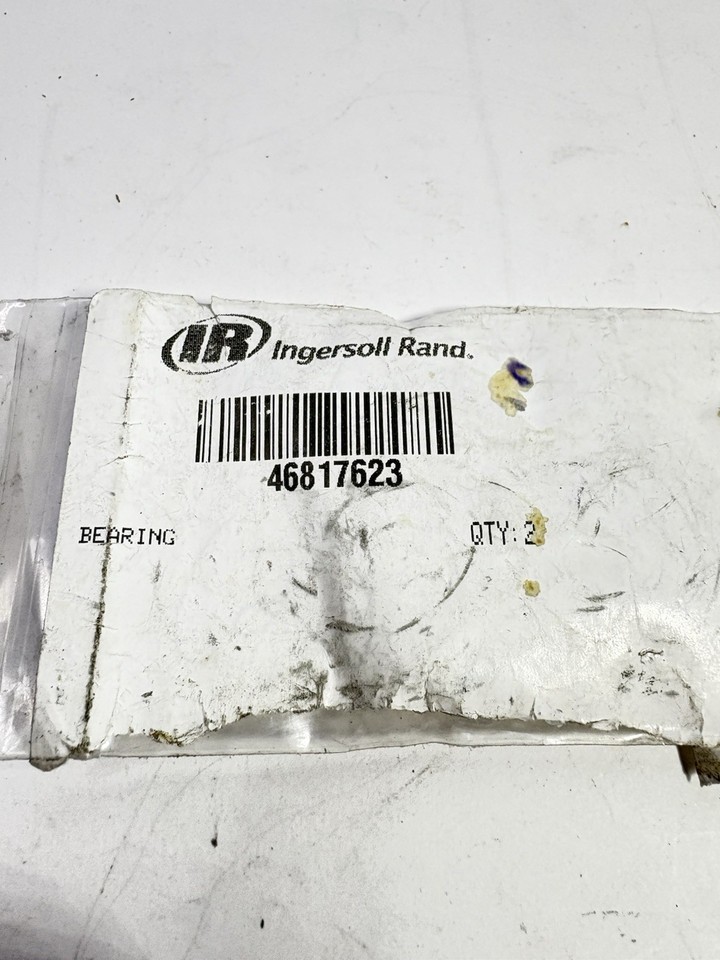 IR Ingersoll Rand.
46817623
BEARING
QTY: 2